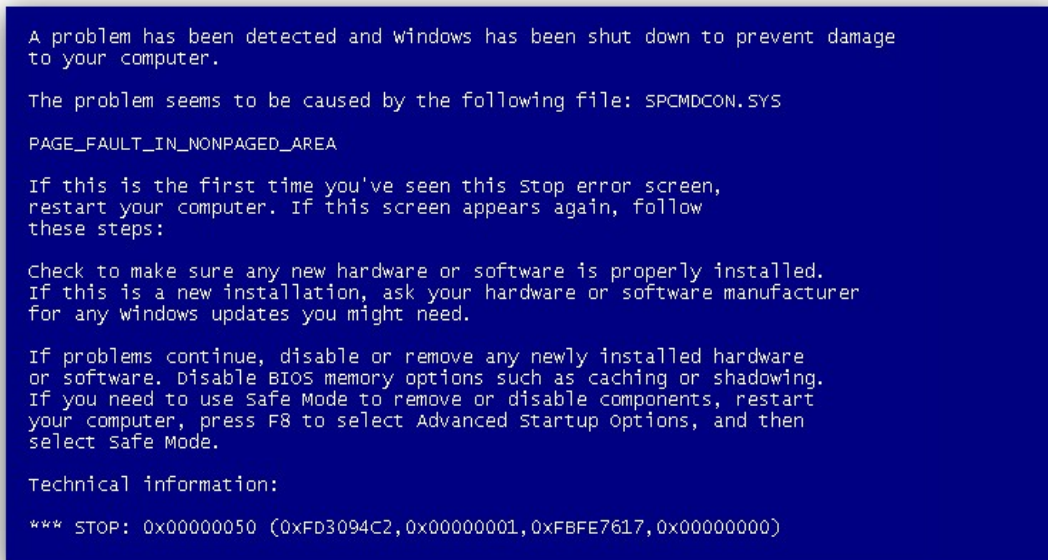 A problem has been detected and Windows has been shut down to prevent damage
to your computer.
The problem seems to be caused by the following file: SPCMDCON.SYS
PAGE_FAULT_IN_NONPAGED_AREA
If this is the first time you've seen this Stop error screen,
restart your computer. If this screen appears again, follow
these steps:
Check to make sure any new hardware or software is properly installed.
If this is a new installation, ask your hardware or software manufacturer
for any Windows updates you might need.
If problems continue, disable or remove any newly installed hardware
or software. Disable BIOS memory options such as caching or shadowing.
If you need to use Safe Mode to remove or disable components, restart
your computer, press F8 to select Advanced Startup Options, and then
select Safe Mode.
Technical information:
*** STOP: 0x00000050 (0xFD3094C2,0x00000001,0xFBFE7617,0x00000000)